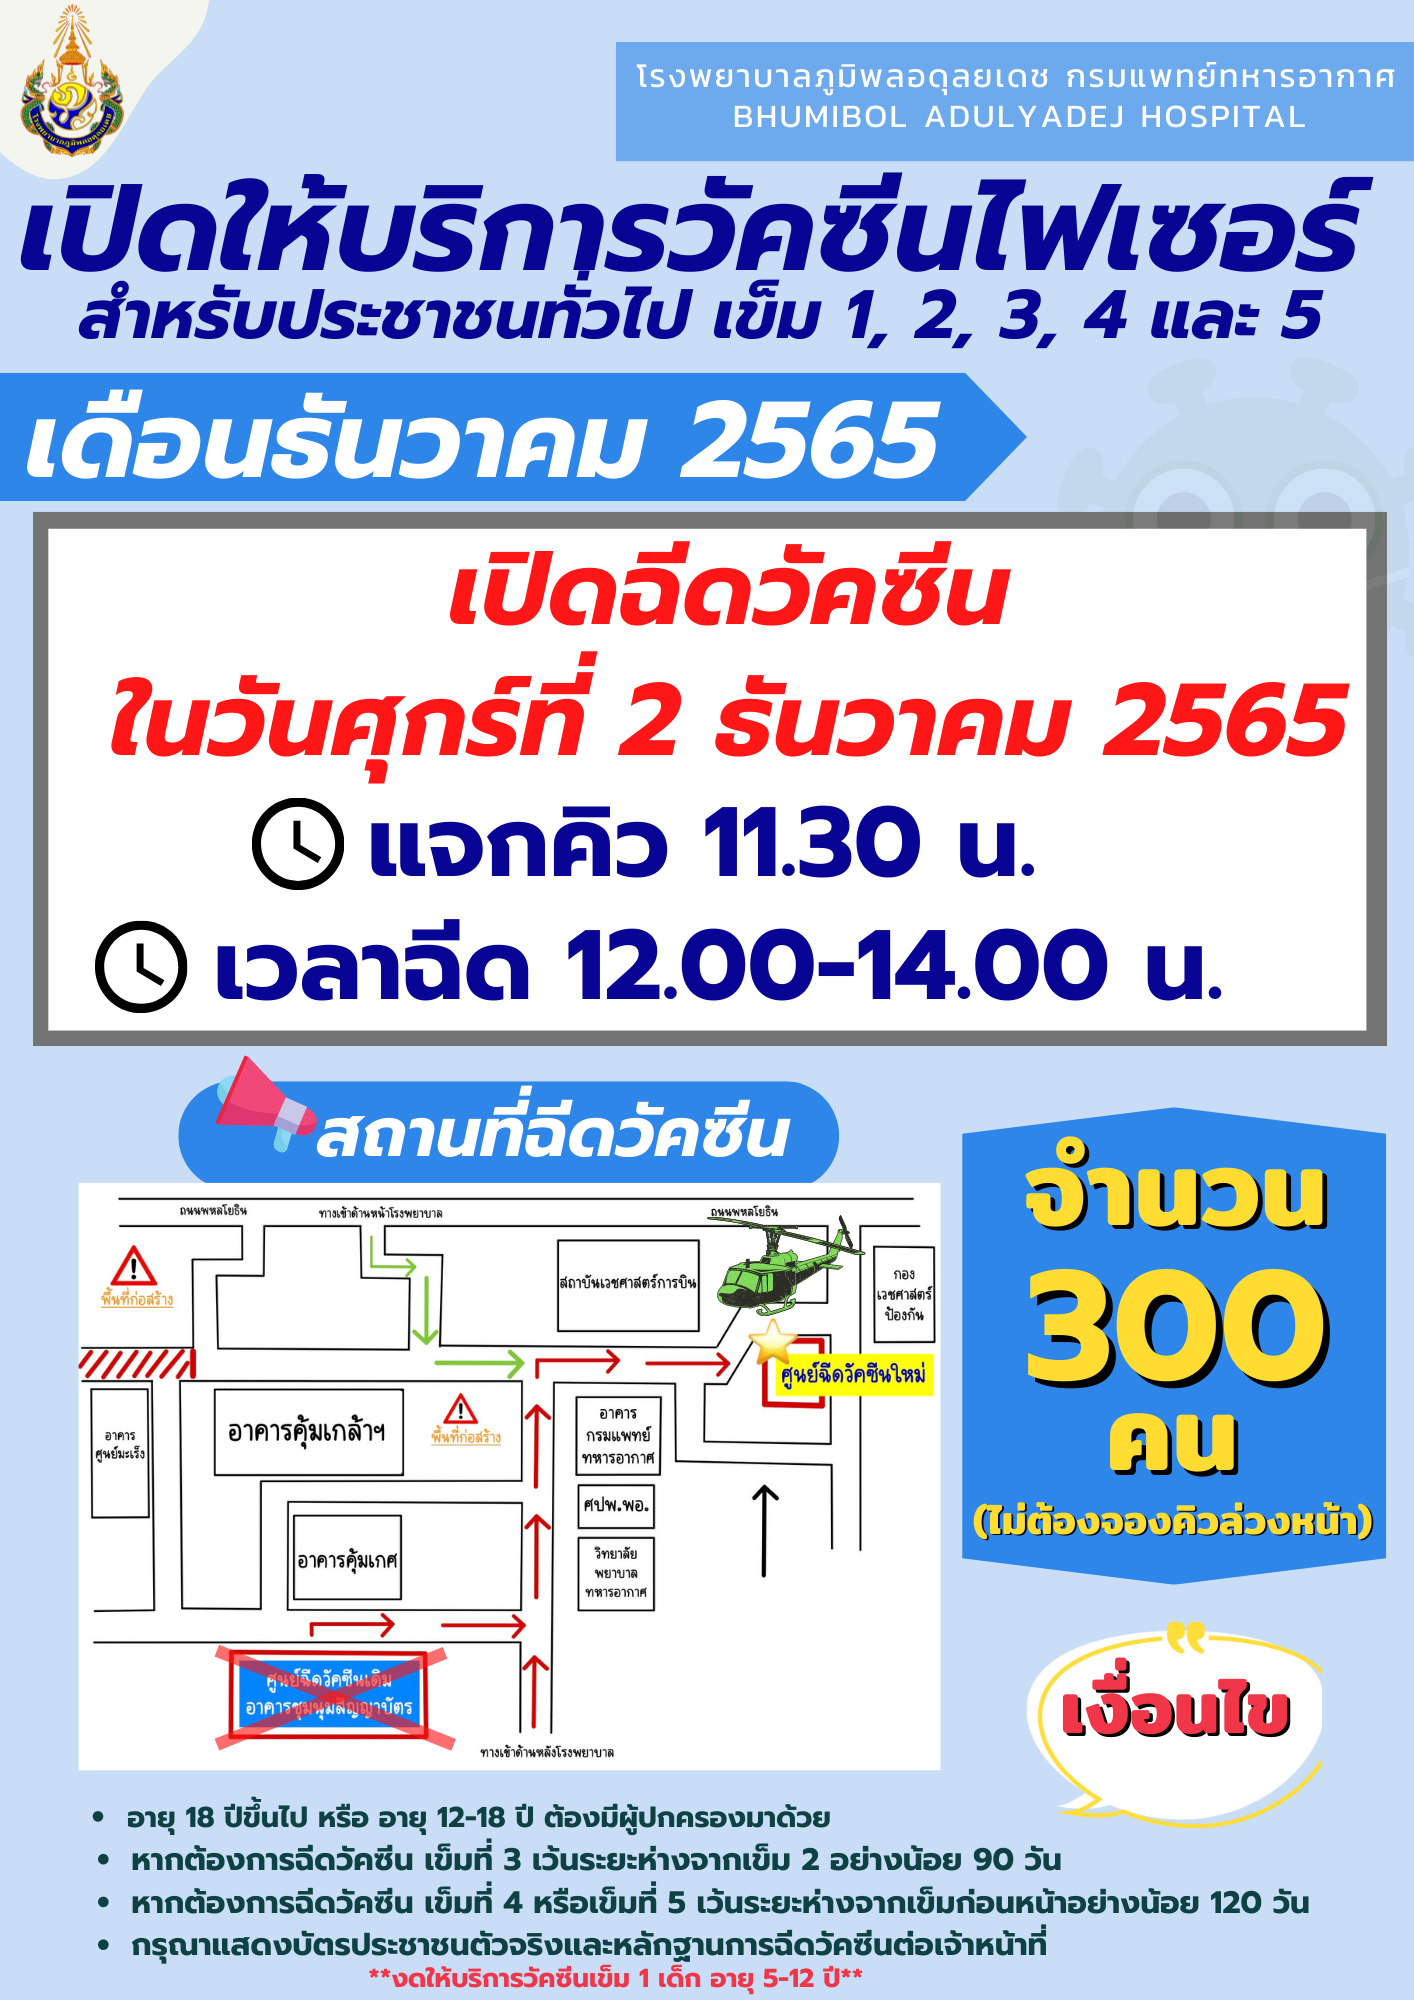 โรงพยาบาลภูมิพลอดุลยเดช
โรงพยาบาลภูมิพลอดุลยเดช กรมแพทย์ทหารอากาศ
BHUMIBOL ADULYADEJ HOSPITAL
เปิดให้บริการวัคซีนไฟเซอร์
สำหรับประชาชนทั่วไป เข็ม 1, 2, 3, 4 และ 5
เดือนธันวาคม 2565
เปิดฉีดวัคซีน
ในวันศุกร์ที่ 2 ธันวาคม 2565
แจกคิว 11.30 น.
เวลาฉีด 12.00-14.00 น.
สถานที่ฉีดวัคซีน
ถนนพหลโยธิน
ทางเข้าด้านหน้าโรงพยาบาล
ถนนพหลโยธิน
พื้นที่ก่อสร้าง
สถาบันเวชศาสตร์การบิน
กอง
เวชศาสตร์
ป้องกัน
ศูนย์ฉีดวัคซีนใหม่
อาคาร
ศูนย์มะเร็ง
อาคารคุ้มเกล้าฯ
พื้นที่ก่อสร้าง
อาคาร
กรมแพทย์
ทหารอากาศ
ศปพ.พอ.
อาคารคุ้มเกศ
วิทยาลัย
พยาบาล
ทหารอากาศ
ศูนย์ฉีดวัคซีนเดิม
อาคารชุมนุมสัญญาบัตร
ทางเข้าด้านหลังโรงพยาบาล
จำนวน
300
คน
(ไม่ต้องจองคิวล่วงหน้า)
เงื่อนไข
• อายุ 18 ปีขึ้นไป หรือ อายุ 12-18 ปี ต้องมีผู้ปกครองมาด้วย
• หากต้องการฉีดวัคซีน เข็มที่ 3 เว้นระยะห่างจากเข็ม 2 อย่างน้อย 90 วัน
• หากต้องการฉีดวัคซีน เข็มที่ 4 หรือเข็มที่ 5 เว้นระยะห่างจากเข็มก่อนหน้าอย่างน้อย 120 วัน
• กรุณาแสดงบัตรประชาชนตัวจริงและหลักฐานการฉีดวัคซีนต่อเจ้าหน้าที่
**งดให้บริการวัคซีนเข็ม 1 เด็ก อายุ 5-12 ปี**